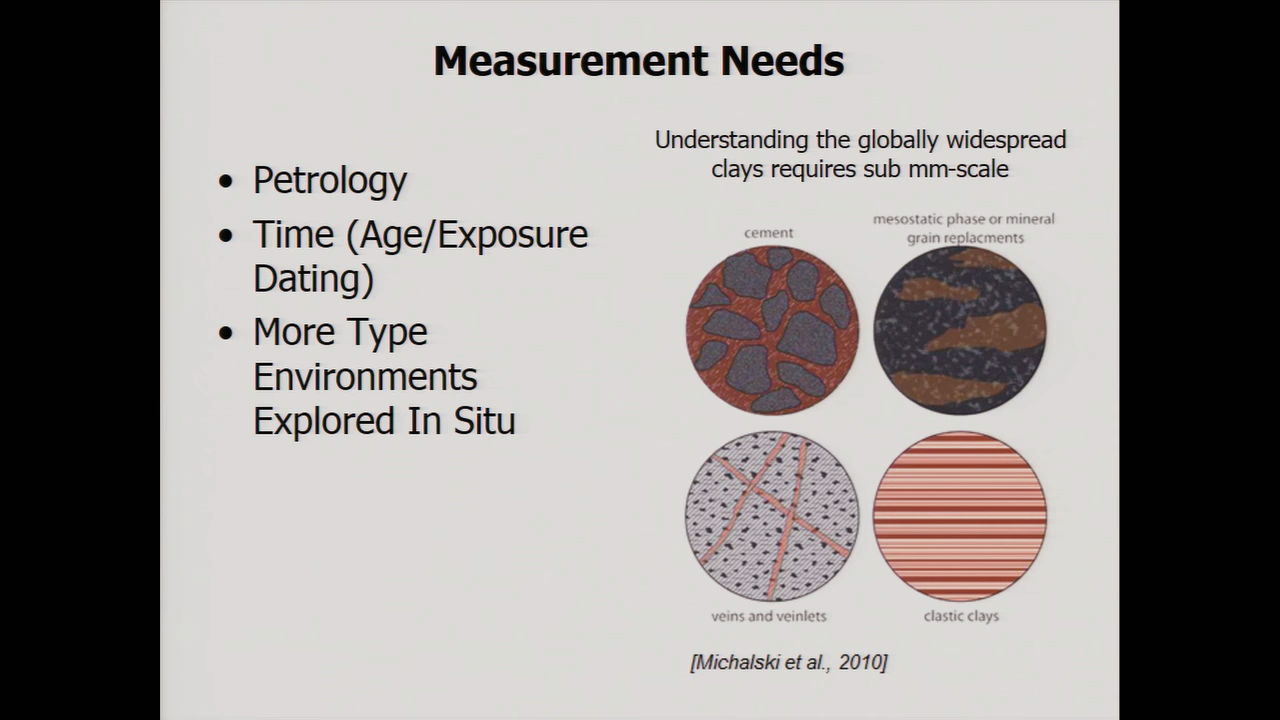 Measurement Needs
• Petrology
• Time (Age/Exposure
Dating)
• More Type
Environments
Explored In Situ
Understanding the globally widespread
clays requires sub mm-scale
cement
mesostatic phase or mineral
grain replacments
veins and veinlets
clastic clays
[Michalski et al., 2010]